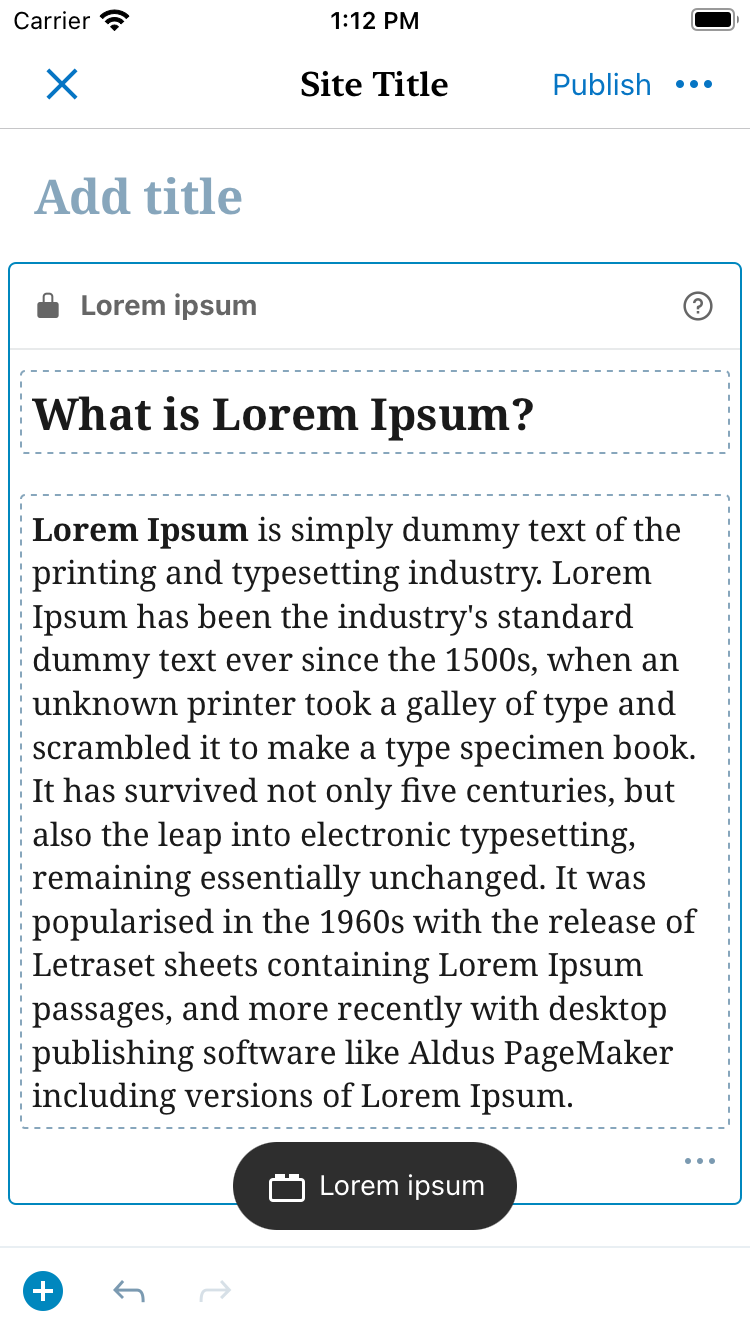 Carrier 1:12 PM
Site Title Publish
Add title
Lorem ipsum
What is Lorem Ipsum?
Lorem Ipsum is simply dummy text of the
printing and typesetting industry. Lorem
Ipsum has been the industry's standard
dummy text ever since the 1500s, when an
unknown printer took a galley of type and
scrambled it to make a type specimen book.
It has survived not only five centuries, but
also the leap into electronic typesetting,
remaining essentially unchanged. It was
popularised in the 1960s with the release of
Letraset sheets containing Lorem Ipsum
passages, and more recently with desktop
publishing software like Aldus PageMaker
including versions of Lorem Ipsum.
Lorem ipsum